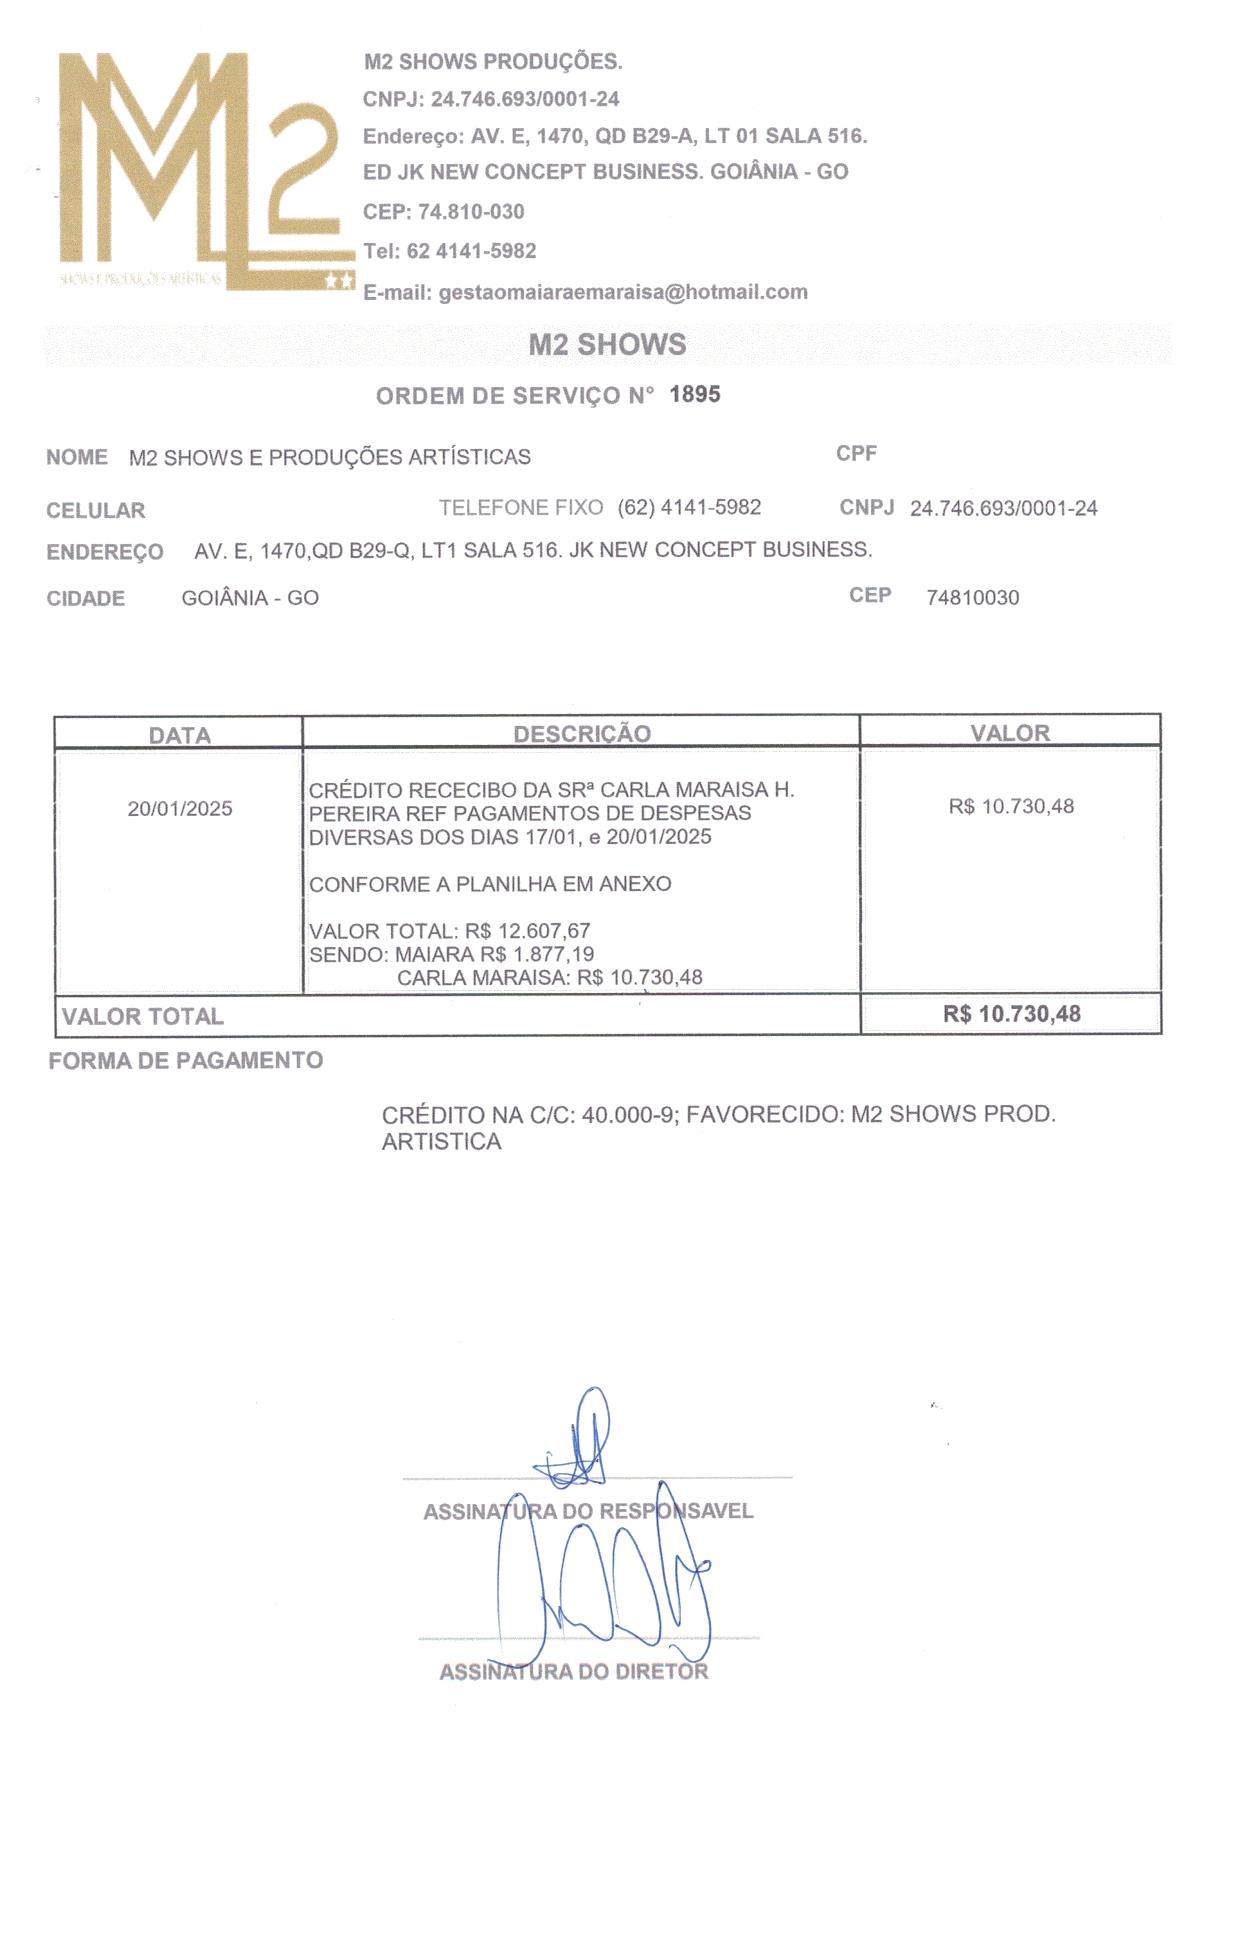 M2
SHOWS E PRODUÇÕES ARTÍSTICAS
M2 SHOWS PRODUÇÕES.
CNPJ: 24.746.693/0001-24
Endereço: AV. E, 1470, QD B29-A, LT 01 SALA 516.
ED JK NEW CONCEPT BUSINESS. GOIÂNIA - GO
CEP: 74.810-030
Tel: 62 4141-5982
E-mail: gestaomaiaraemaraisa@hotmail.com
M2 SHOWS
ORDEM DE SERVIÇO N° 1895
NOME M2 SHOWS E PRODUÇÕES ARTÍSTICAS CPF
CELULAR TELEFONE FIXO (62) 4141-5982 CNPJ 24.746.693/0001-24
ENDEREÇO AV. E, 1470,QD B29-Q, LT1 SALA 516. JK NEW CONCEPT BUSINESS.
CIDADE GOIÂNIA - GO CEP 74810030
DATA DESCRIÇÃO VALOR
20/01/2025 CRÉDITO RECECIBO DA SRª CARLA MARAISA H. R$ 10.730,48
PEREIRA REF PAGAMENTOS DE DESPESAS
DIVERSAS DOS DIAS 17/01, e 20/01/2025
CONFORME A PLANILHA EM ANEXO
VALOR TOTAL: R$ 12.607,67
SENDO: MAIARA R$ 1.877,19
CARLA MARAISA: R$ 10.730,48
VALOR TOTAL R$ 10.730,48
FORMA DE PAGAMENTO
CRÉDITO NA C/C: 40.000-9; FAVORECIDO: M2 SHOWS PROD.
ARTISTICA
ASSINATURA DO RESPONSAVEL
ASSINATURA DO DIRETOR